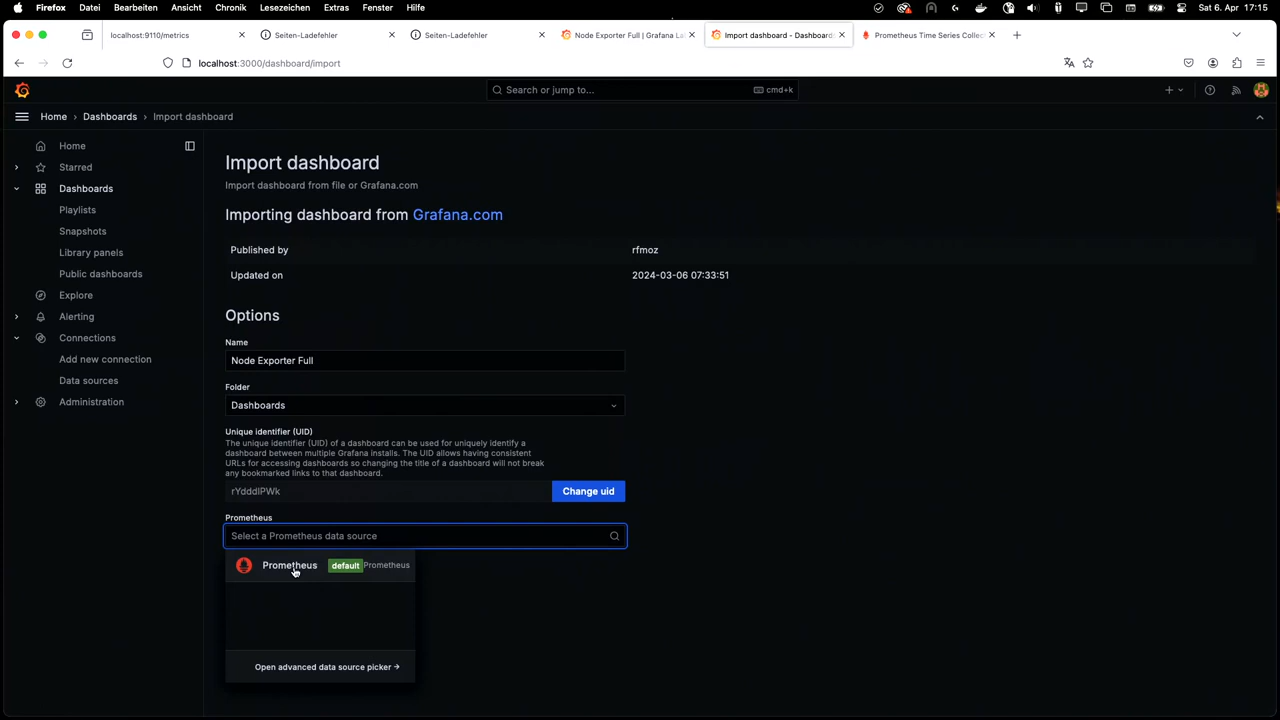 Firefox Datei Bearbeiten Ansicht Chronik Lesezeichen Extras Fenster Hilfe Sat 6. Apr 17:15
localhost:9110/metrics Seiten-Ladefehler Seiten-Ladefehler Node Exporter Full | Grafana La Import dashboard - Dashboards Prometheus Time Series Collect
localhost:3000/dashboard/import
Search or jump to... cmd+k
Home Dashboards Import dashboard
Home
Starred
Dashboards
Playlists
Snapshots
Library panels
Public dashboards
Explore
Alerting
Connections
Add new connection
Data sources
Administration
Import dashboard
Import dashboard from file or Grafana.com
Importing dashboard from Grafana.com
Published by rfmoz
Updated on 2024-03-06 07:33:51
Options
Name
Node Exporter Full
Folder
Dashboards
Unique identifier (UID)
The unique identifier (UID) of a dashboard can be used for uniquely identify a
dashboard between multiple Grafana installs. The UID allows having consistent
URLs for accessing dashboards so changing the title of a dashboard will not break
any bookmarked links to that dashboard.
rYdddlPWk Change uid
Prometheus
Select a Prometheus data source
Prometheus default Prometheus
Open advanced data source picker